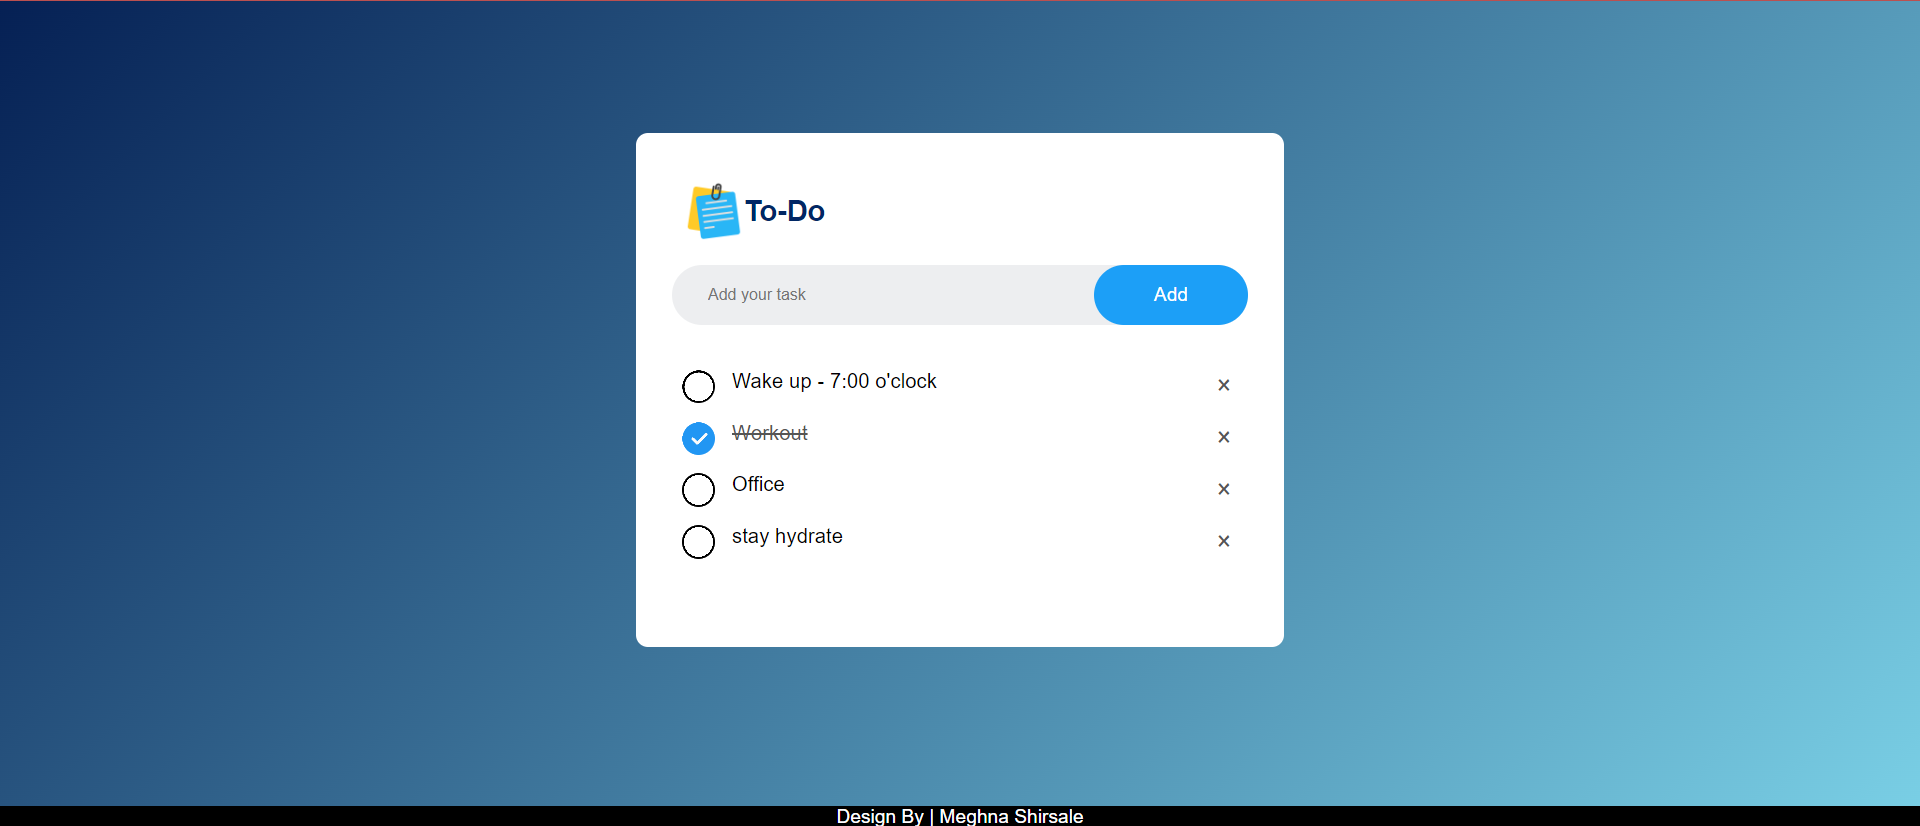 To-Do
Add your task
Add
Wake up - 7:00 o'clock
Workout
Office
stay hydrate
Design By | Meghna Shirsale